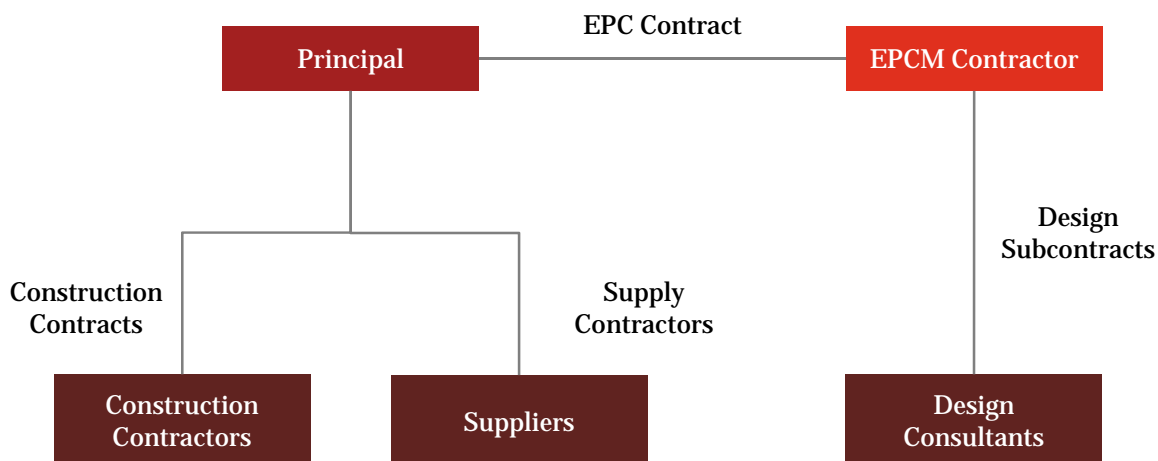 EPC Contract
Principal
EPCM Contractor
Design
Subcontracts
Construction
Contracts
Supply
Contractors
Construction
Contractors
Suppliers
Design
Consultants